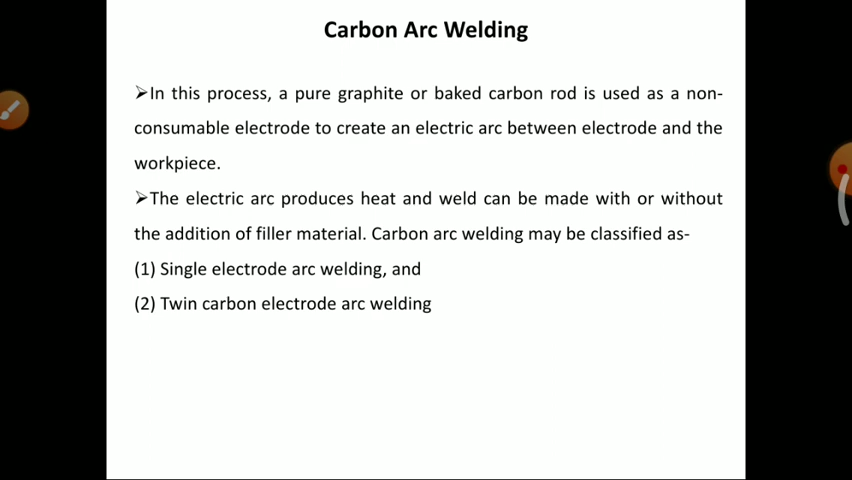 Carbon Arc Welding
➢In this process, a pure graphite or baked carbon rod is used as a non-
consumable electrode to create an electric arc between electrode and the
workpiece.
➢The electric arc produces heat and weld can be made with or without
the addition of filler material. Carbon arc welding may be classified as-
(1) Single electrode arc welding, and
(2) Twin carbon electrode arc welding